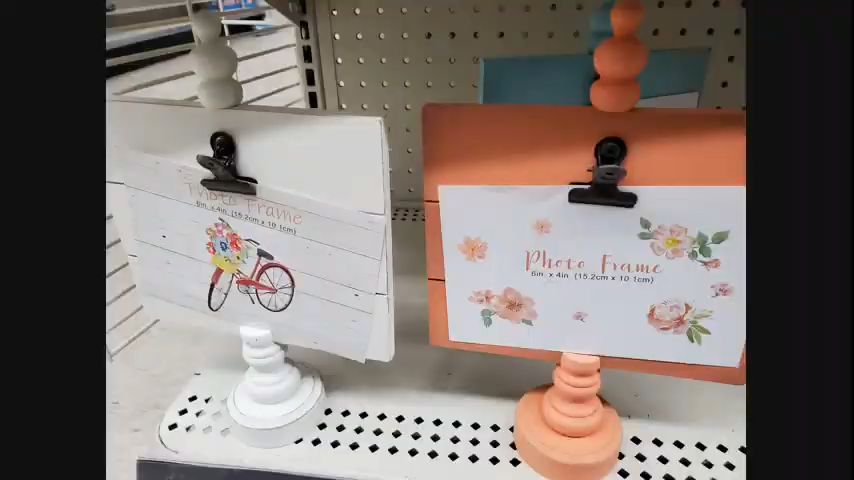 Photo Frame
6in. x 4in. (15.2cm x 10.1cm)
Photo Frame
6in. x 4in. (15.2cm x 10.1cm)